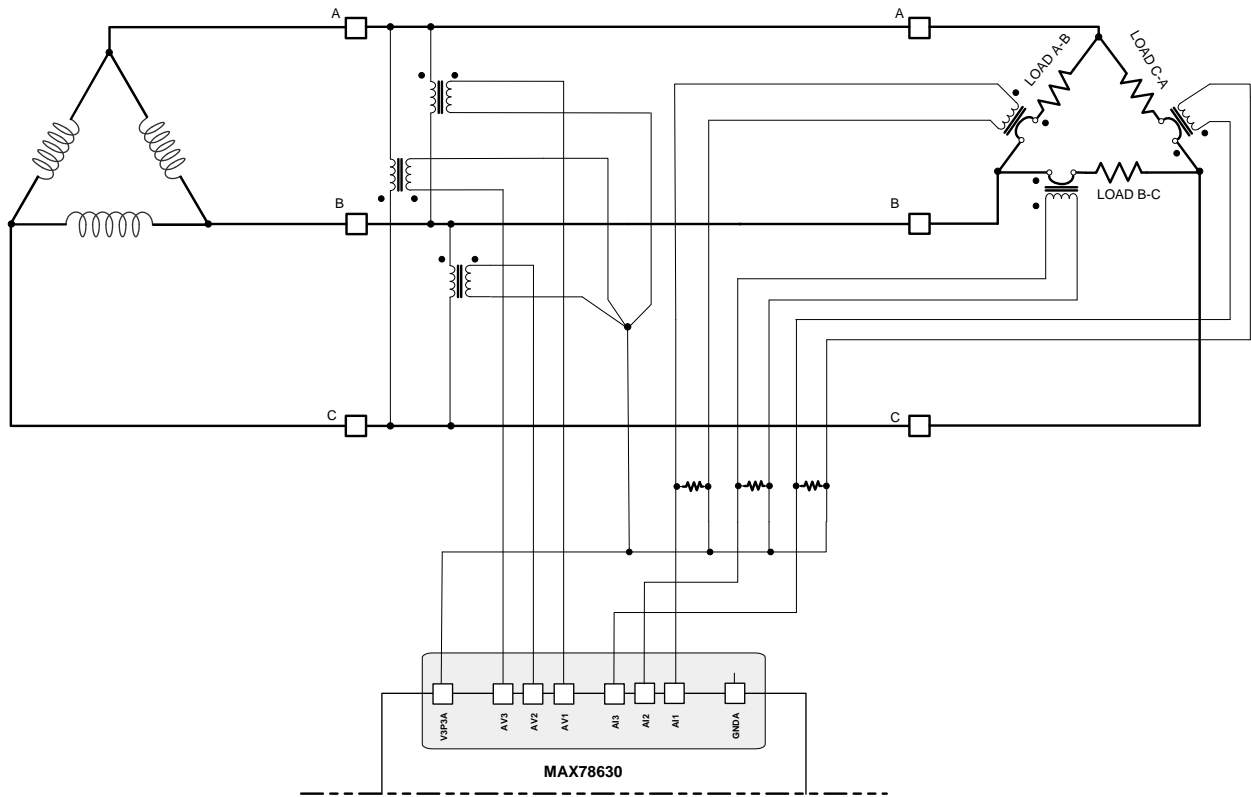 A
A
LOAD A-B
LOAD C-A
B
B
LOAD B-C
C
C
V3P3A
AV3
AV2
AV1
AI3
AI2
AI1
GNDA
MAX78630